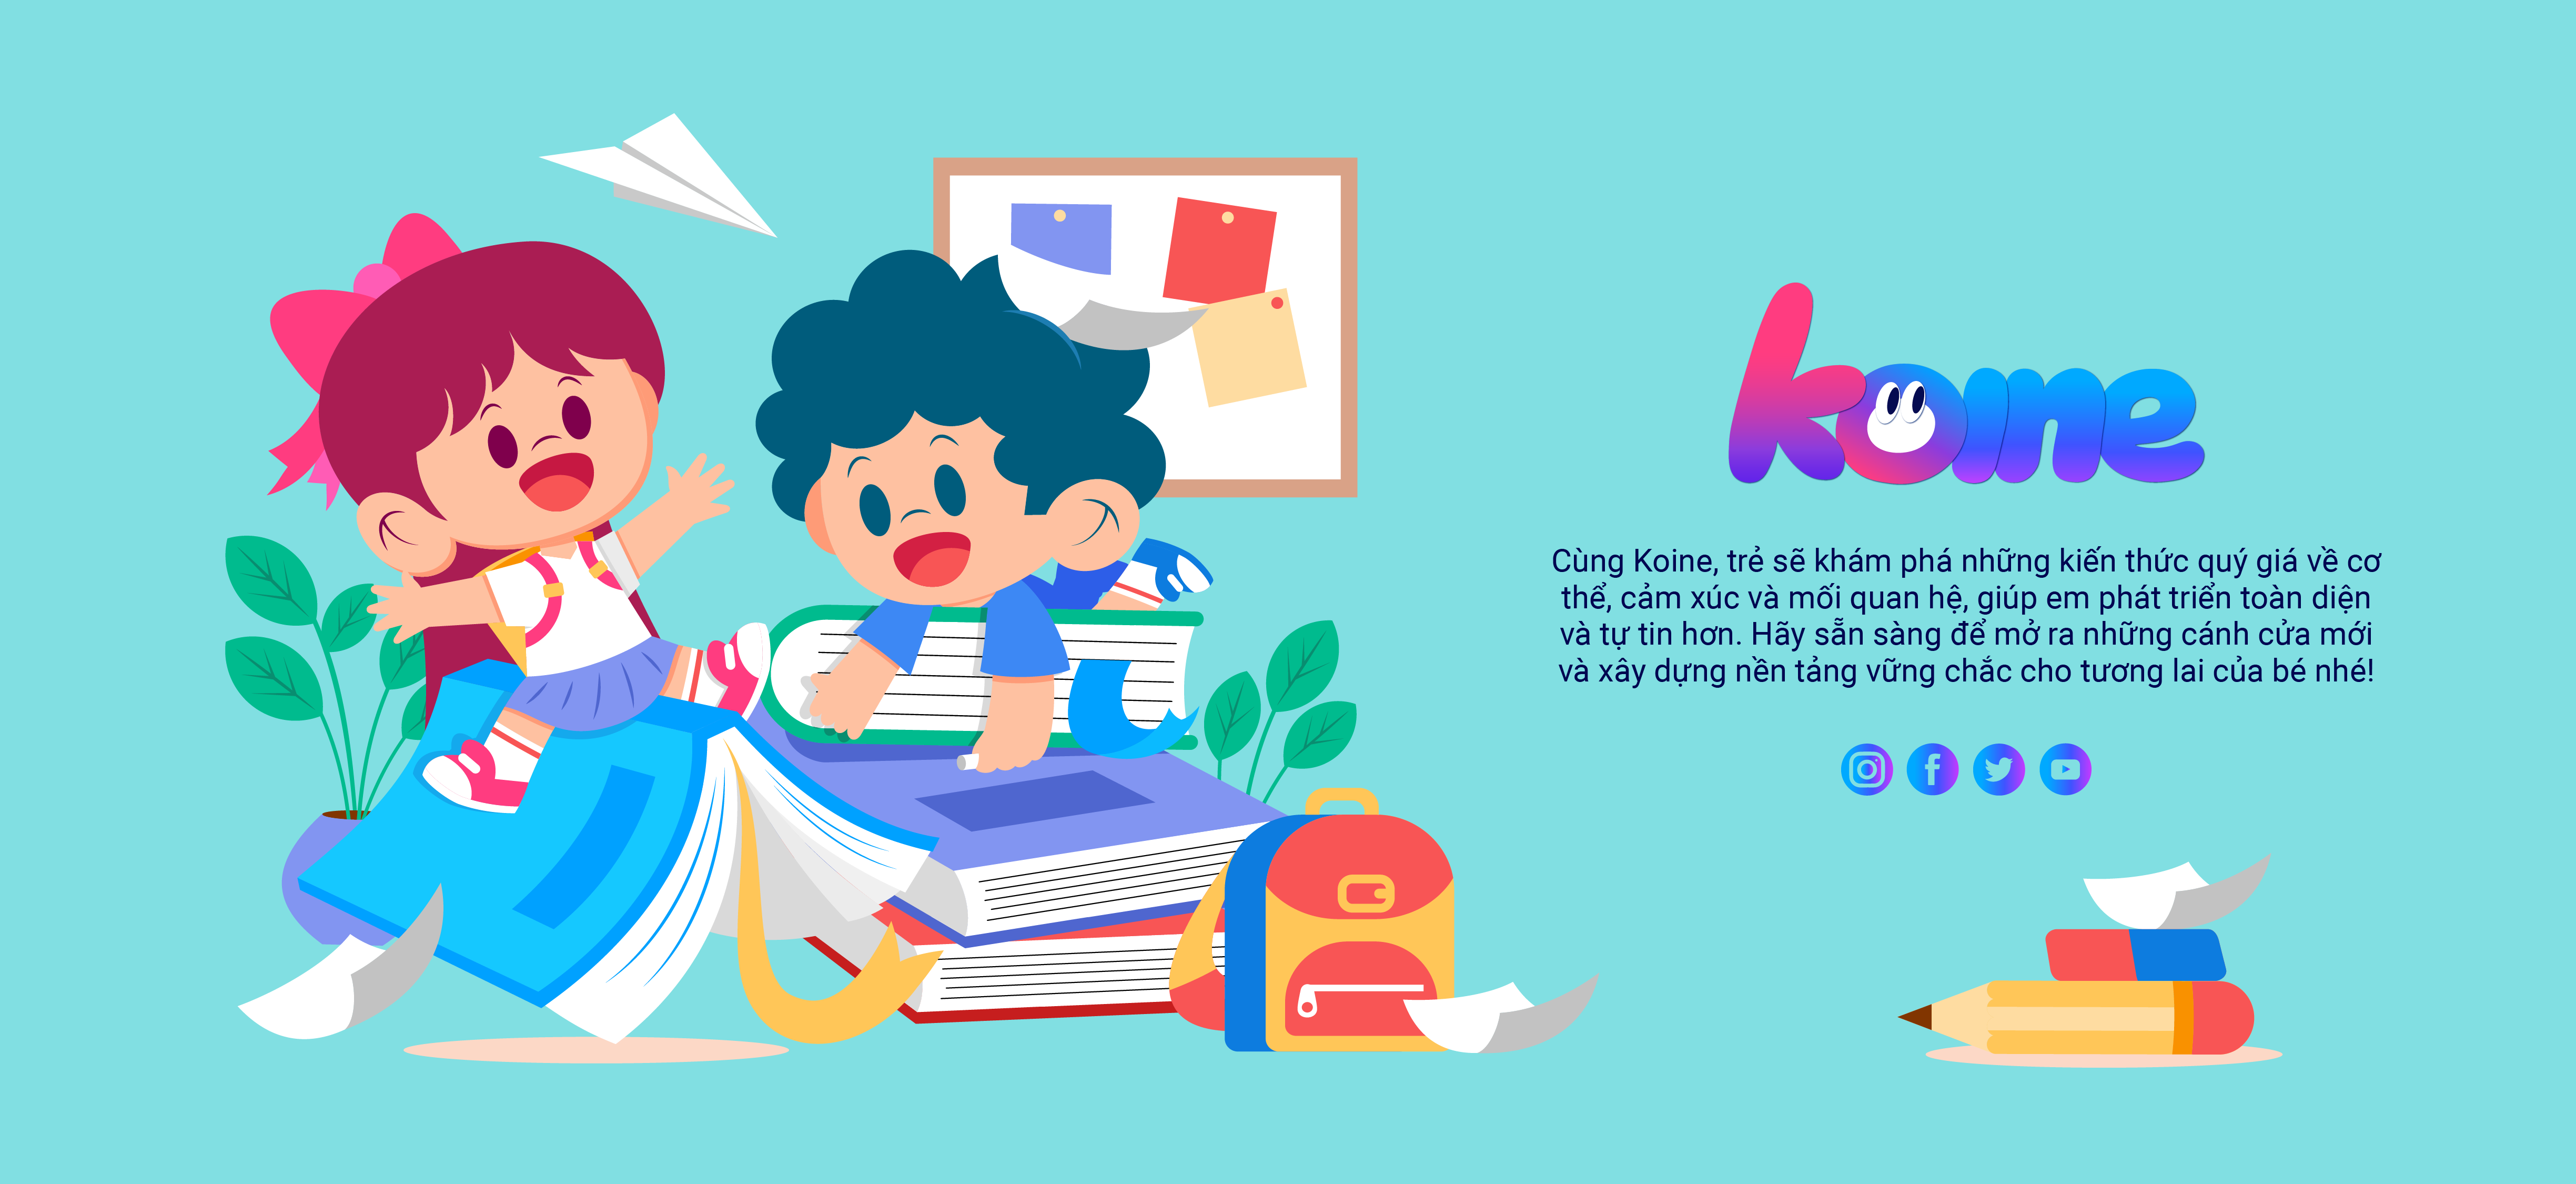 koine
Cùng Koine, trẻ sẽ khám phá những kiến thức quý giá về cơ
thể, cảm xúc và mối quan hệ, giúp em phát triển toàn diện
và tự tin hơn. Hãy sẵn sàng để mở ra những cánh cửa mới
và xây dựng nền tảng vững chắc cho tương lai của bé nhé!